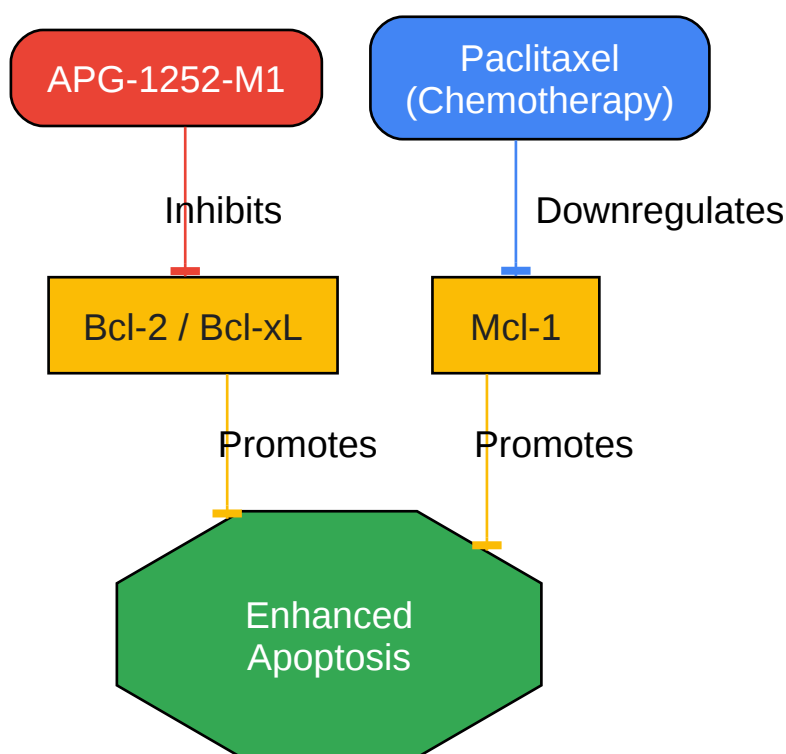 APG-1252-M1
Paclitaxel
(Chemotherapy)
Inhibits
Downregulates
Bcl-2 / Bcl-xL
Mcl-1
Promotes
Promotes
Enhanced
Apoptosis